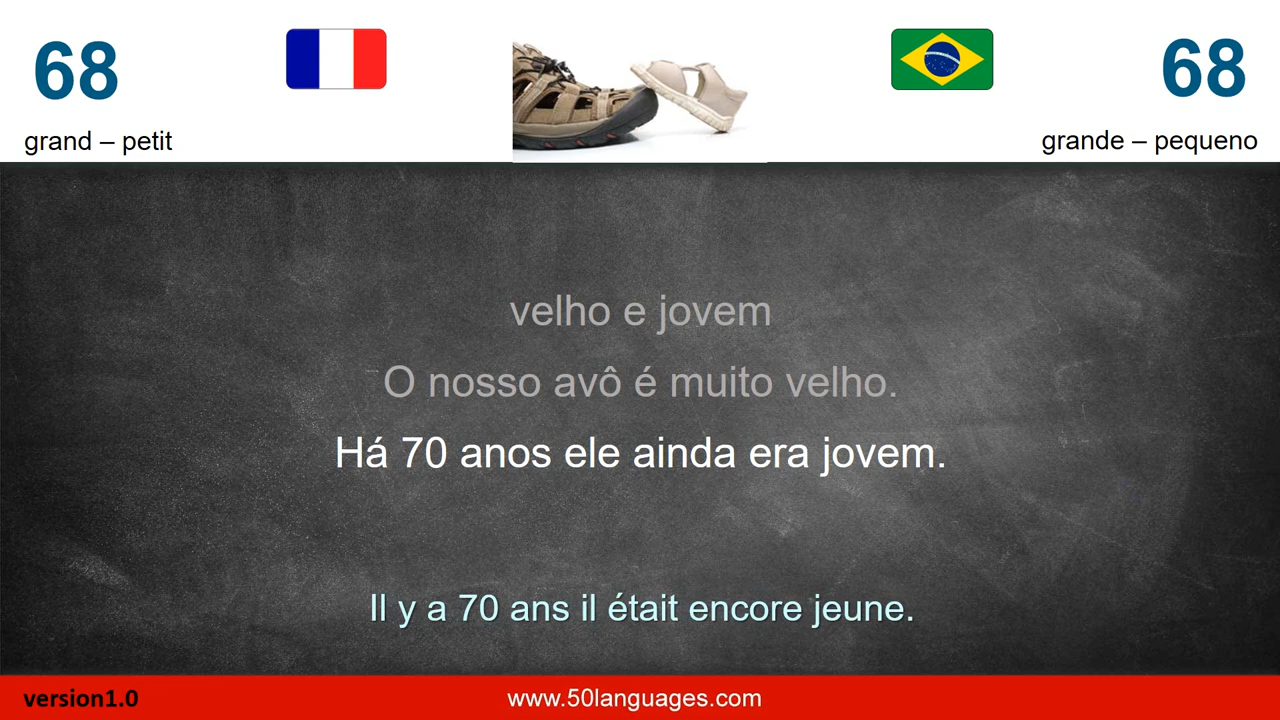 68
68
grand – petit
grande – pequeno
velho e jovem
O nosso avô é muito velho.
Há 70 anos ele ainda era jovem.
Il y a 70 ans il était encore jeune.
version1.0
www.50languages.com